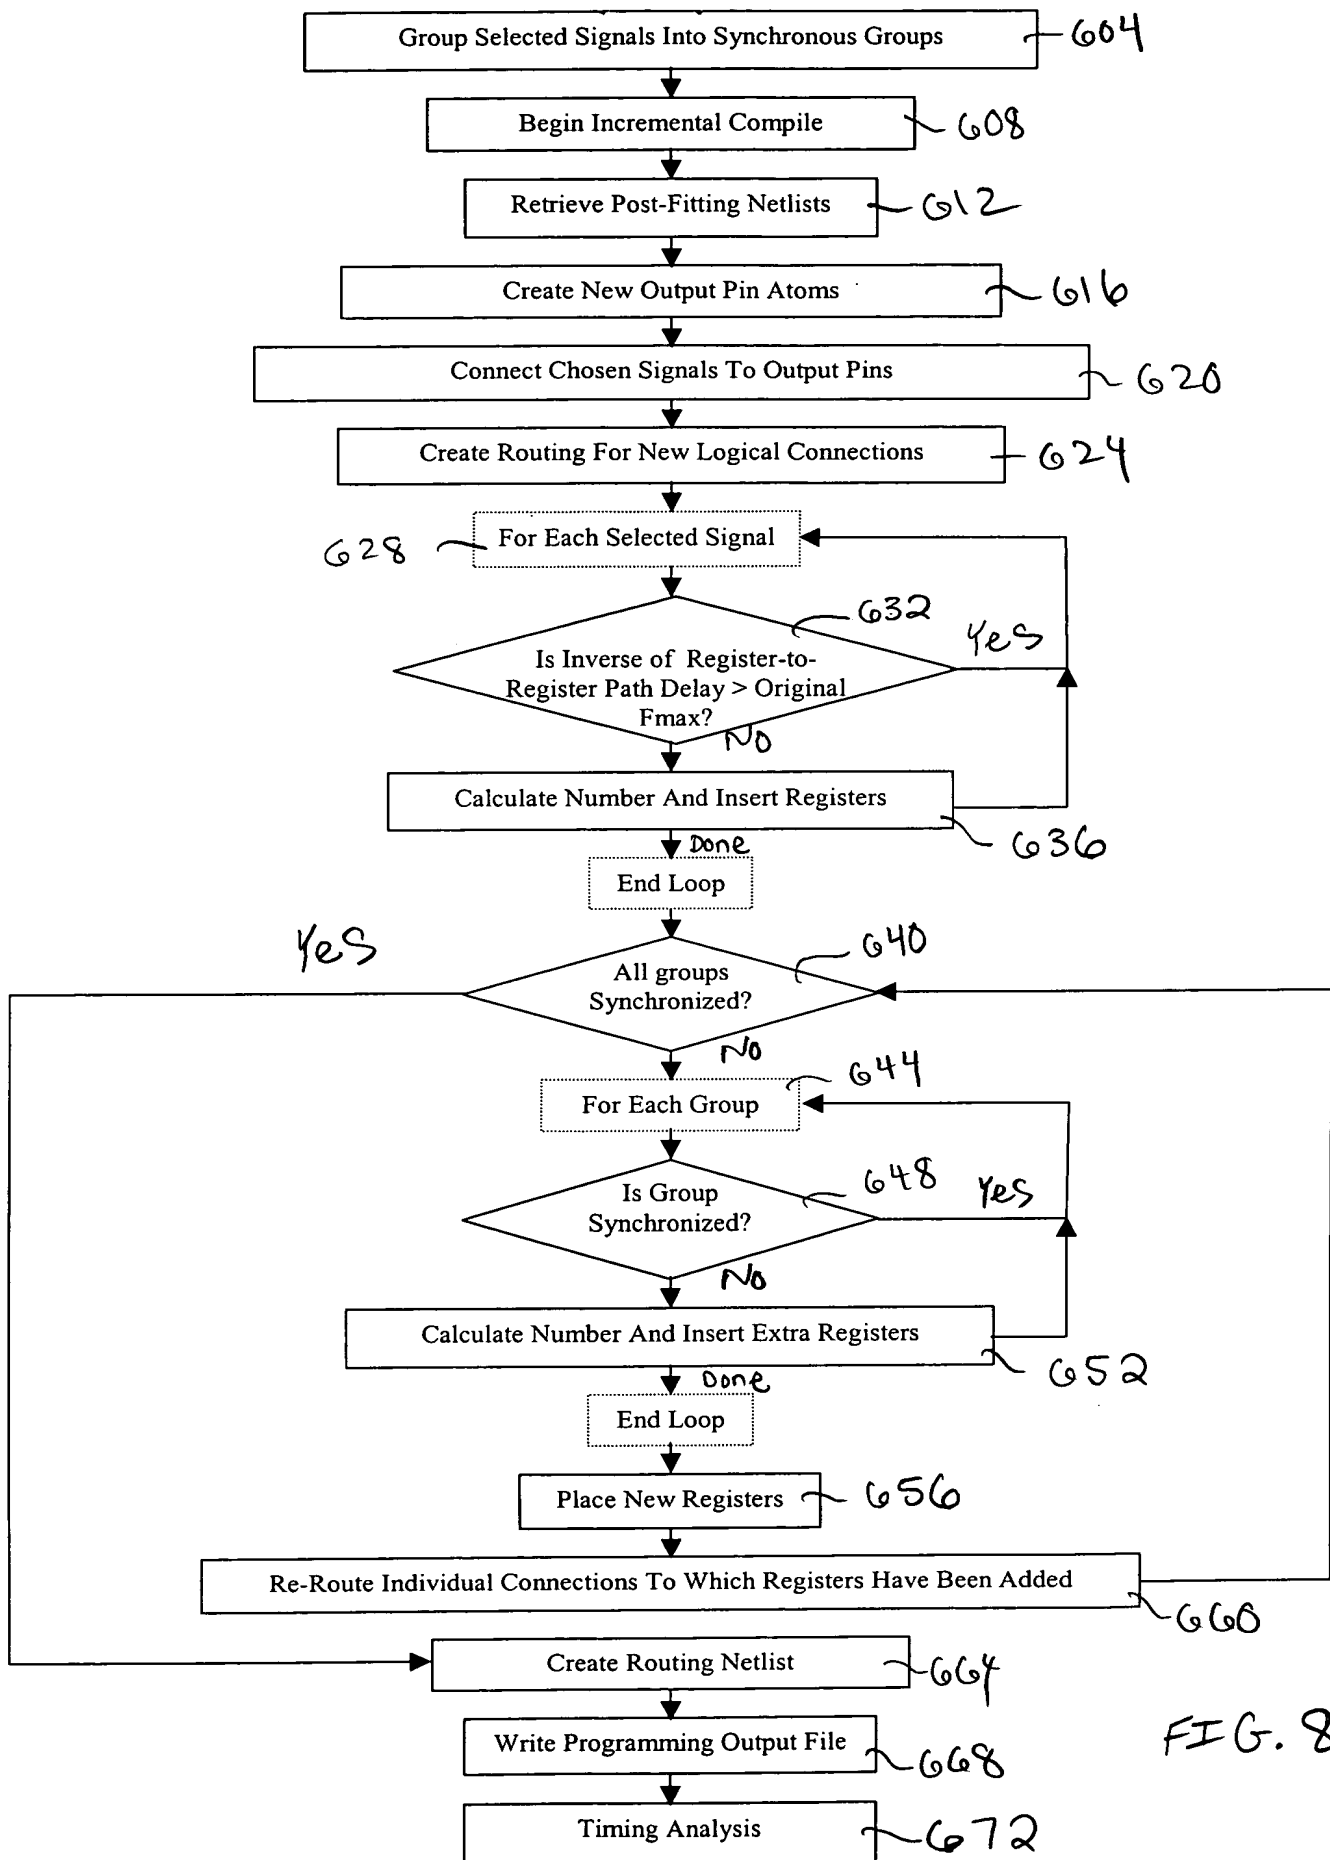 Group Selected Signals Into Synchronous Groups
604
Begin Incremental Compile
608
Retrieve Post-Fitting Netlists
612
Create New Output Pin Atoms
616
Connect Chosen Signals To Output Pins
620
Create Routing For New Logical Connections
624
For Each Selected Signal
628
632
Is Inverse of Register-to-
Register Path Delay > Original
Fmax?
Yes
No
Calculate Number And Insert Registers
636
Done
End Loop
Yes
640
All groups
Synchronized?
No
644
For Each Group
648
Is Group
Synchronized?
Yes
No
Calculate Number And Insert Extra Registers
652
Done
End Loop
Place New Registers
656
Re-Route Individual Connections To Which Registers Have Been Added
660
Create Routing Netlist
664
Write Programming Output File
668
Timing Analysis
672
FIG. 8